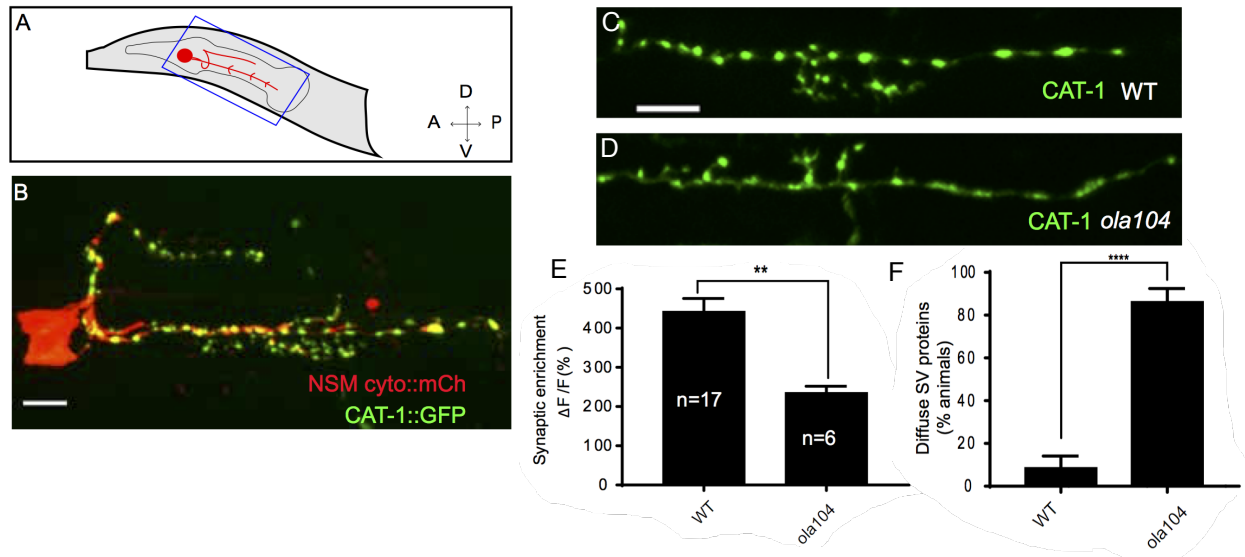 A
D
A P
V
B
NSM cyto::mCh
CAT-1::GFP
C
CAT-1 WT
D
CAT-1 ola104
E
**
Synaptic enrichment
ΔF/F(%)
500
400
300
200
100
0
n=17
n=6
WT
ola104
F
****
Diffuse SV proteins
(% animals)
100
80
60
40
20
0
WT
ola104